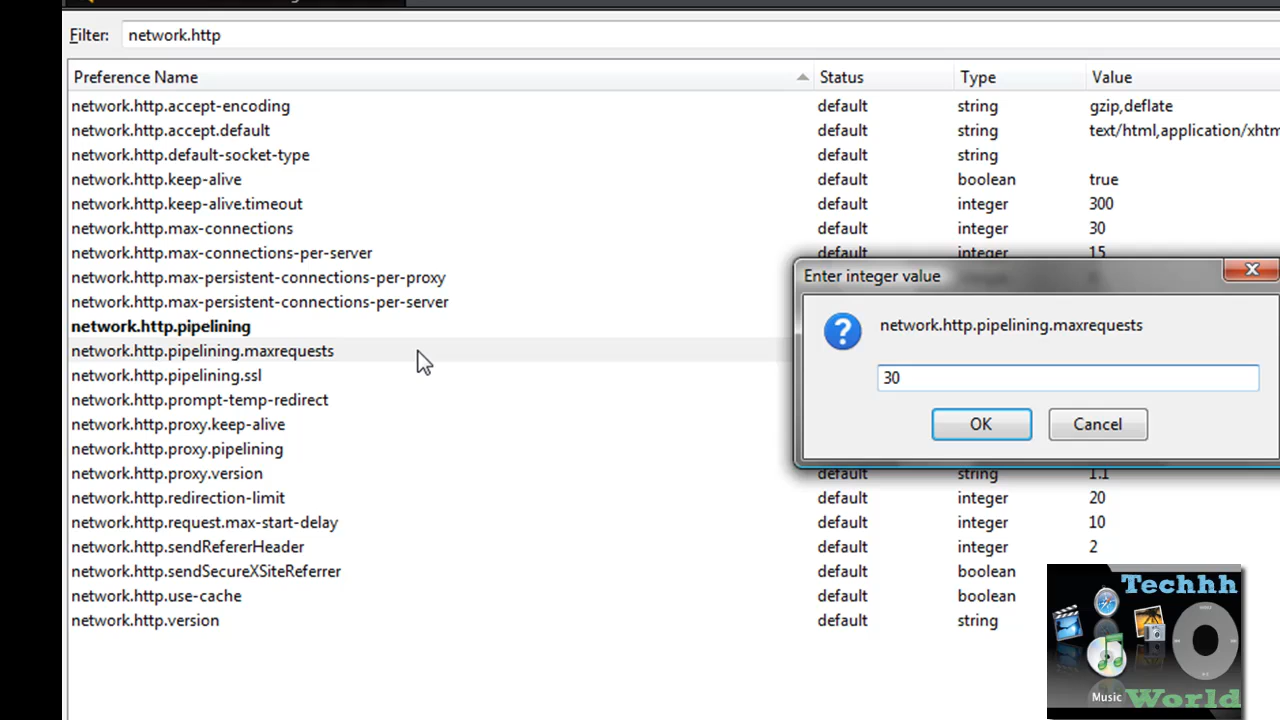 Filter: network.http
Preference Name Status Type Value
network.http.accept-encoding default string gzip,deflate
network.http.accept.default default string text/html,application/xhtm
network.http.default-socket-type default string
network.http.keep-alive default boolean true
network.http.keep-alive.timeout default integer 300
network.http.max-connections default integer 30
network.http.max-connections-per-server default integer 15
network.http.max-persistent-connections-per-proxy
network.http.max-persistent-connections-per-server
network.http.pipelining
network.http.pipelining.maxrequests
network.http.pipelining.ssl
network.http.prompt-temp-redirect
network.http.proxy.keep-alive
network.http.proxy.pipelining
network.http.proxy.version default string 1.1
network.http.redirection-limit default integer 20
network.http.request.max-start-delay default integer 10
network.http.sendRefererHeader default integer 2
network.http.sendSecureXSiteReferrer default boolean
network.http.use-cache default boolean
network.http.version default string
Enter integer value
network.http.pipelining.maxrequests
30
OK Cancel
Techhh
Music
World